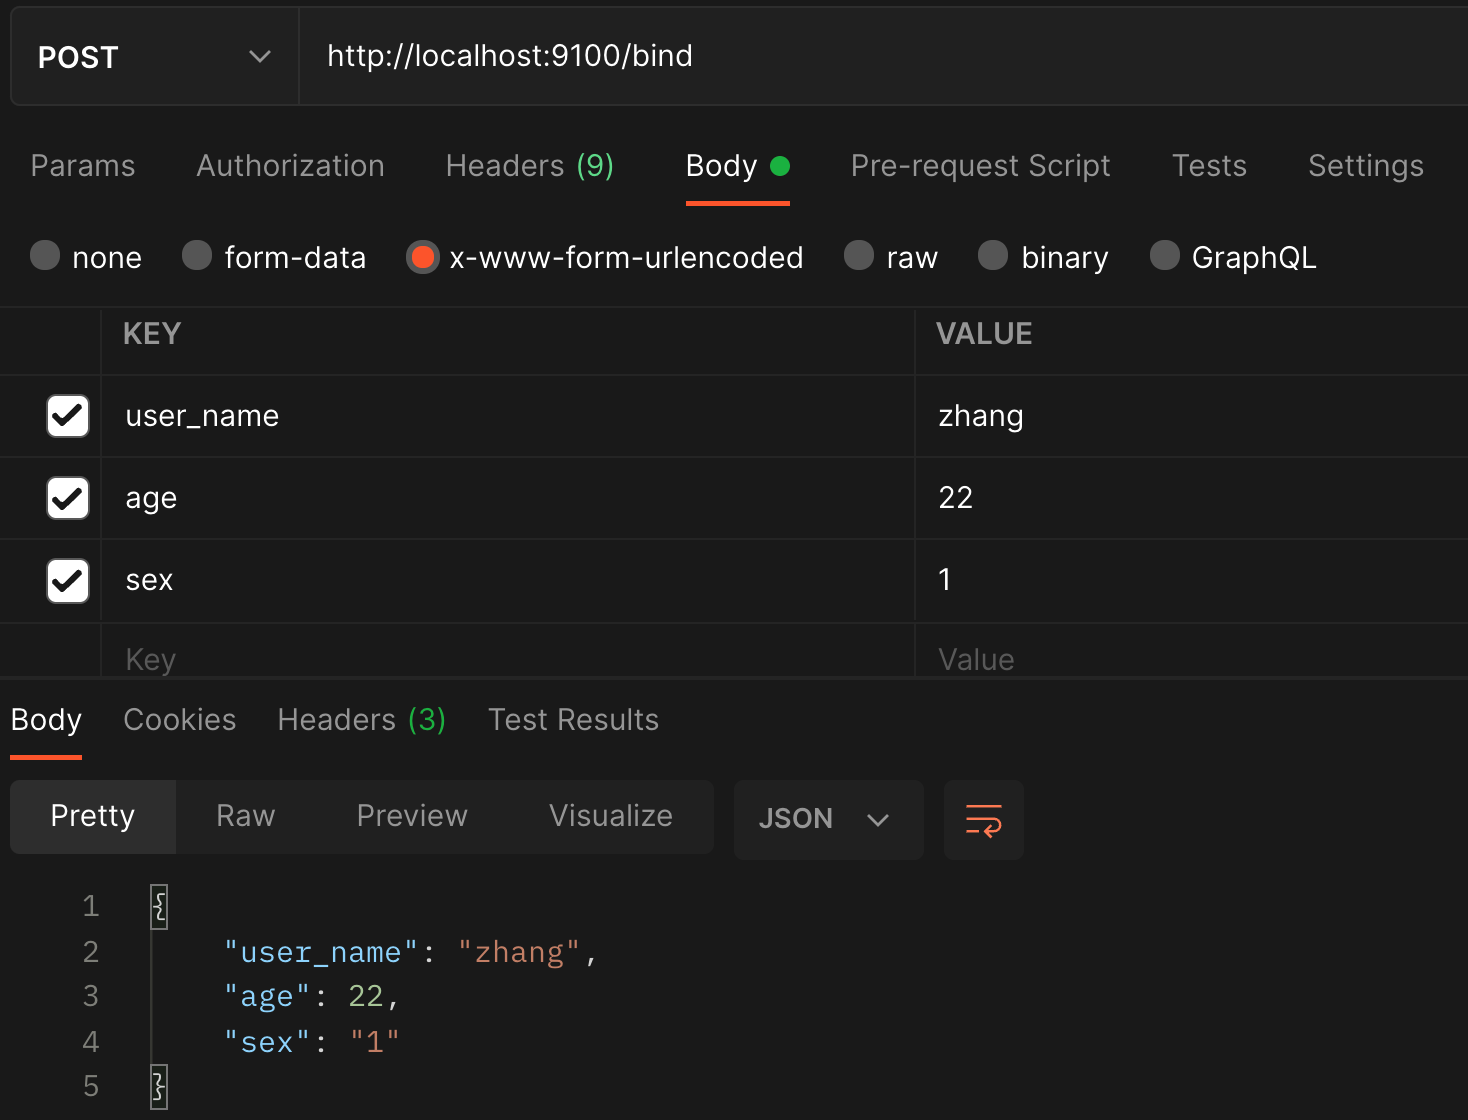 POST http://localhost:9100/bind
Params Authorization Headers (9) Body Pre-request Script Tests Settings
none form-data x-www-form-urlencoded raw binary GraphQL
KEY VALUE
user_name zhang
age 22
sex 1
Key Value
Body Cookies Headers (3) Test Results
Pretty Raw Preview Visualize JSON
1 {
2 "user_name": "zhang",
3 "age": 22,
4 "sex": "1"
5 }